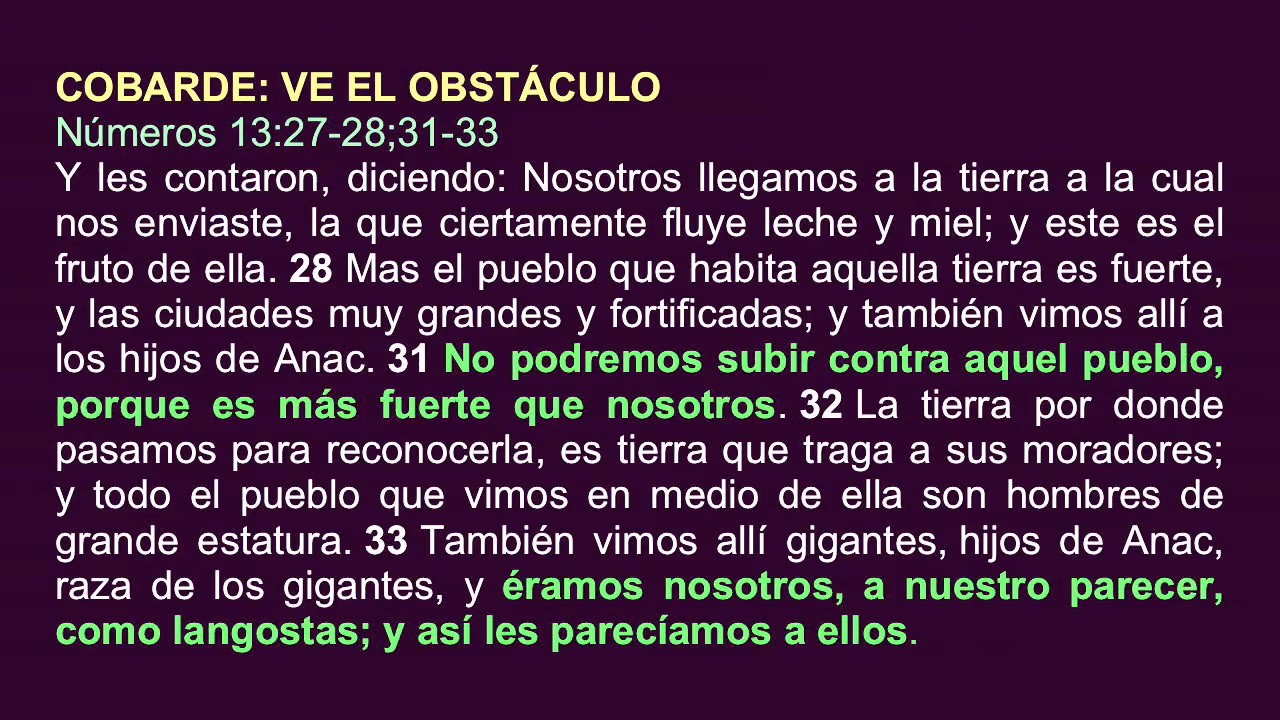 COBARDE: VE EL OBSTÁCULO
Números 13:27-28;31-33
Y les contaron, diciendo: Nosotros llegamos a la tierra a la cual
nos enviaste, la que ciertamente fluye leche y miel; y este es el
fruto de ella. 28 Mas el pueblo que habita aquella tierra es fuerte,
y las ciudades muy grandes y fortificadas; y también vimos allí a
los hijos de Anac. 31 No podremos subir contra aquel pueblo,
porque es más fuerte que nosotros. 32 La tierra por donde
pasamos para reconocerla, es tierra que traga a sus moradores;
y todo el pueblo que vimos en medio de ella son hombres de
grande estatura. 33 También vimos allí gigantes, hijos de Anac,
raza de los gigantes, y éramos nosotros, a nuestro parecer,
como langostas; y así les parecíamos a ellos.